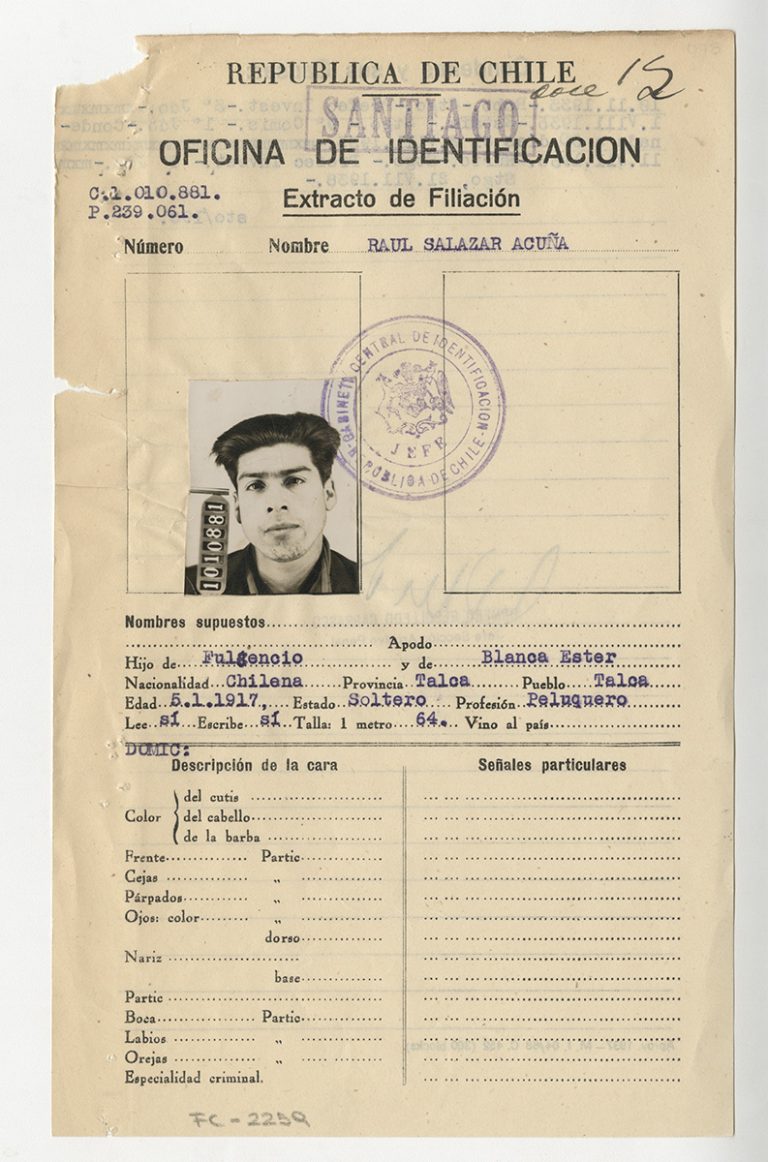 REPUBLICA DE CHILE
SANTIAGO
OFICINA DE IDENTIFICACION
C.1.010.881.
P.239.061.
Extracto de Filiación
Número Nombre RAUL SALAZAR ACUÑA
GABINETE CENTRAL DE IDENTIFICACION
JEFE
REPUBLICA DE CHILE
1010881
Nombres supuestos
Apodo
Hijo de Fulgencio y de Blanca Ester
Nacionalidad Chilena Provincia Talca Pueblo Talca
Edad 5.1.1917, Estado Soltero Profesión Peluquero
Lee sí Escribe sí Talla: 1 metro 64. Vino al país
DOMIC:
Descripción de la cara Señales particulares
Color del cutis
del cabello
de la barba
Frente Partic
Cejas „
Párpados „
Ojos: color „
dorso
Nariz
base
Partic
Boca Partic
Labios „
Orejas „
Especialidad criminal.
FC - 2259